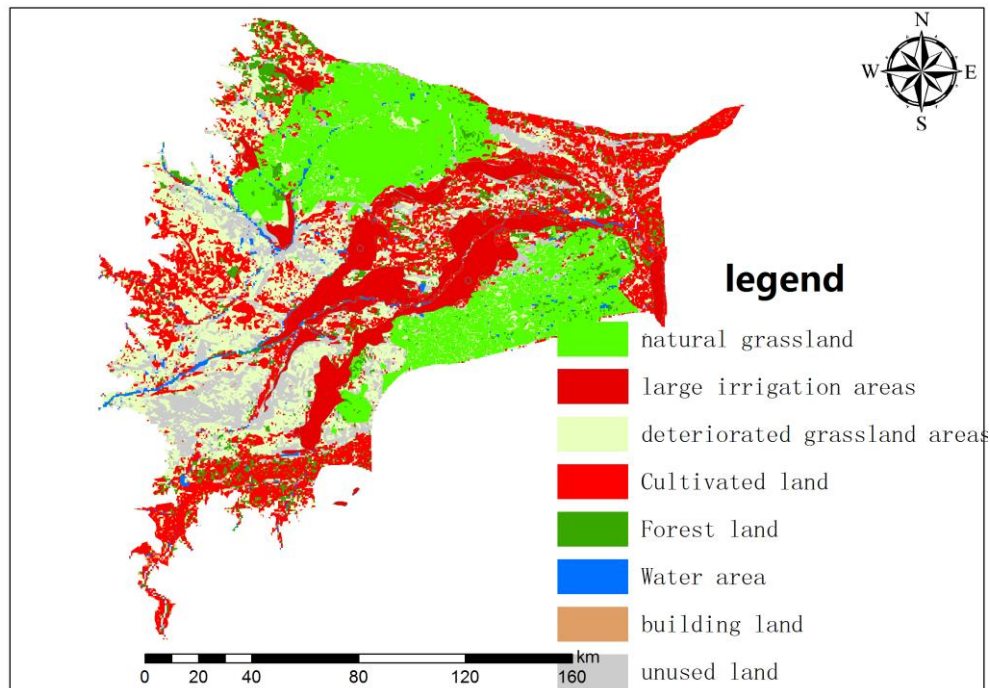 N
W E
S
legend
natural grassland
large irrigation areas
deteriorated grassland areas
Cultivated land
Forest land
Water area
building land
unused land
km
0 20 40 80 120 160